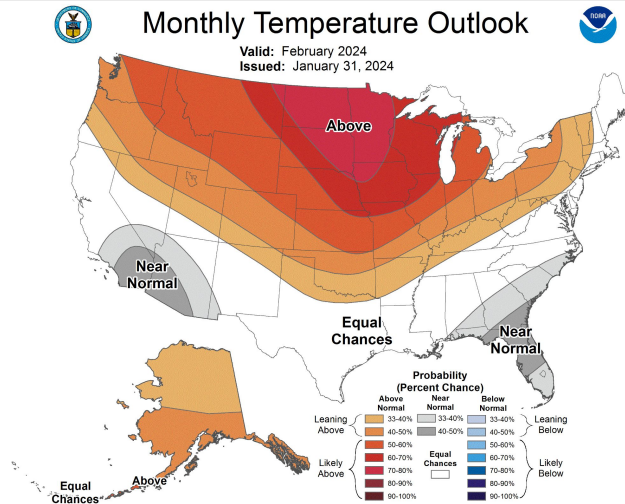 Monthly Temperature Outlook
NOAA
Valid: February 2024
Issued: January 31, 2024
Above
Near
Normal
Equal
Chances
Near
Normal
Above
Equal
Chances
Probability
(Percent Chance)
Above
Normal
Near
Normal
Below
Normal
Leaning
Above
33-40%
40-50%
Likely
Above
50-60%
60-70%
70-80%
80-90%
90-100%
33-40%
40-50%
Equal
Chances
33-40%
40-50%
Leaning
Below
50-60%
60-70%
70-80%
80-90%
90-100%
Likely
Below